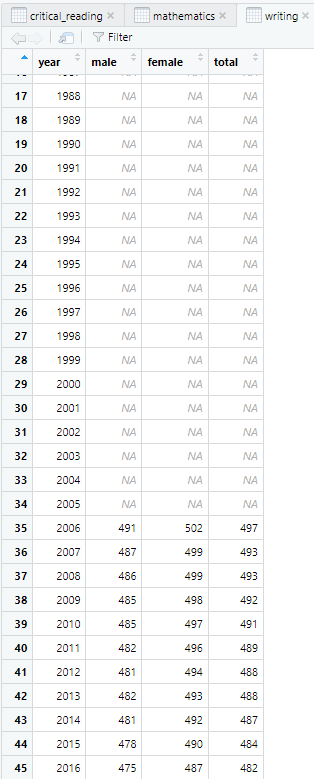 critical_reading × mathematics × writing ×
Filter
year male female total
17 1988 NA NA NA
18 1989 NA NA NA
19 1990 NA NA NA
20 1991 NA NA NA
21 1992 NA NA NA
22 1993 NA NA NA
23 1994 NA NA NA
24 1995 NA NA NA
25 1996 NA NA NA
26 1997 NA NA NA
27 1998 NA NA NA
28 1999 NA NA NA
29 2000 NA NA NA
30 2001 NA NA NA
31 2002 NA NA NA
32 2003 NA NA NA
33 2004 NA NA NA
34 2005 NA NA NA
35 2006 491 502 497
36 2007 487 499 493
37 2008 486 499 493
38 2009 485 498 492
39 2010 485 497 491
40 2011 482 496 489
41 2012 481 494 488
42 2013 482 493 488
43 2014 481 492 487
44 2015 478 490 484
45 2016 475 487 482